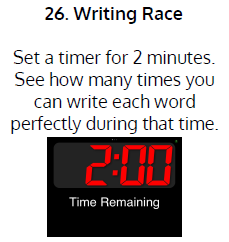 26. Writing Race
Set a timer for 2 minutes.
See how many times you
can write each word
perfectly during that time.
2:00
Time Remaining